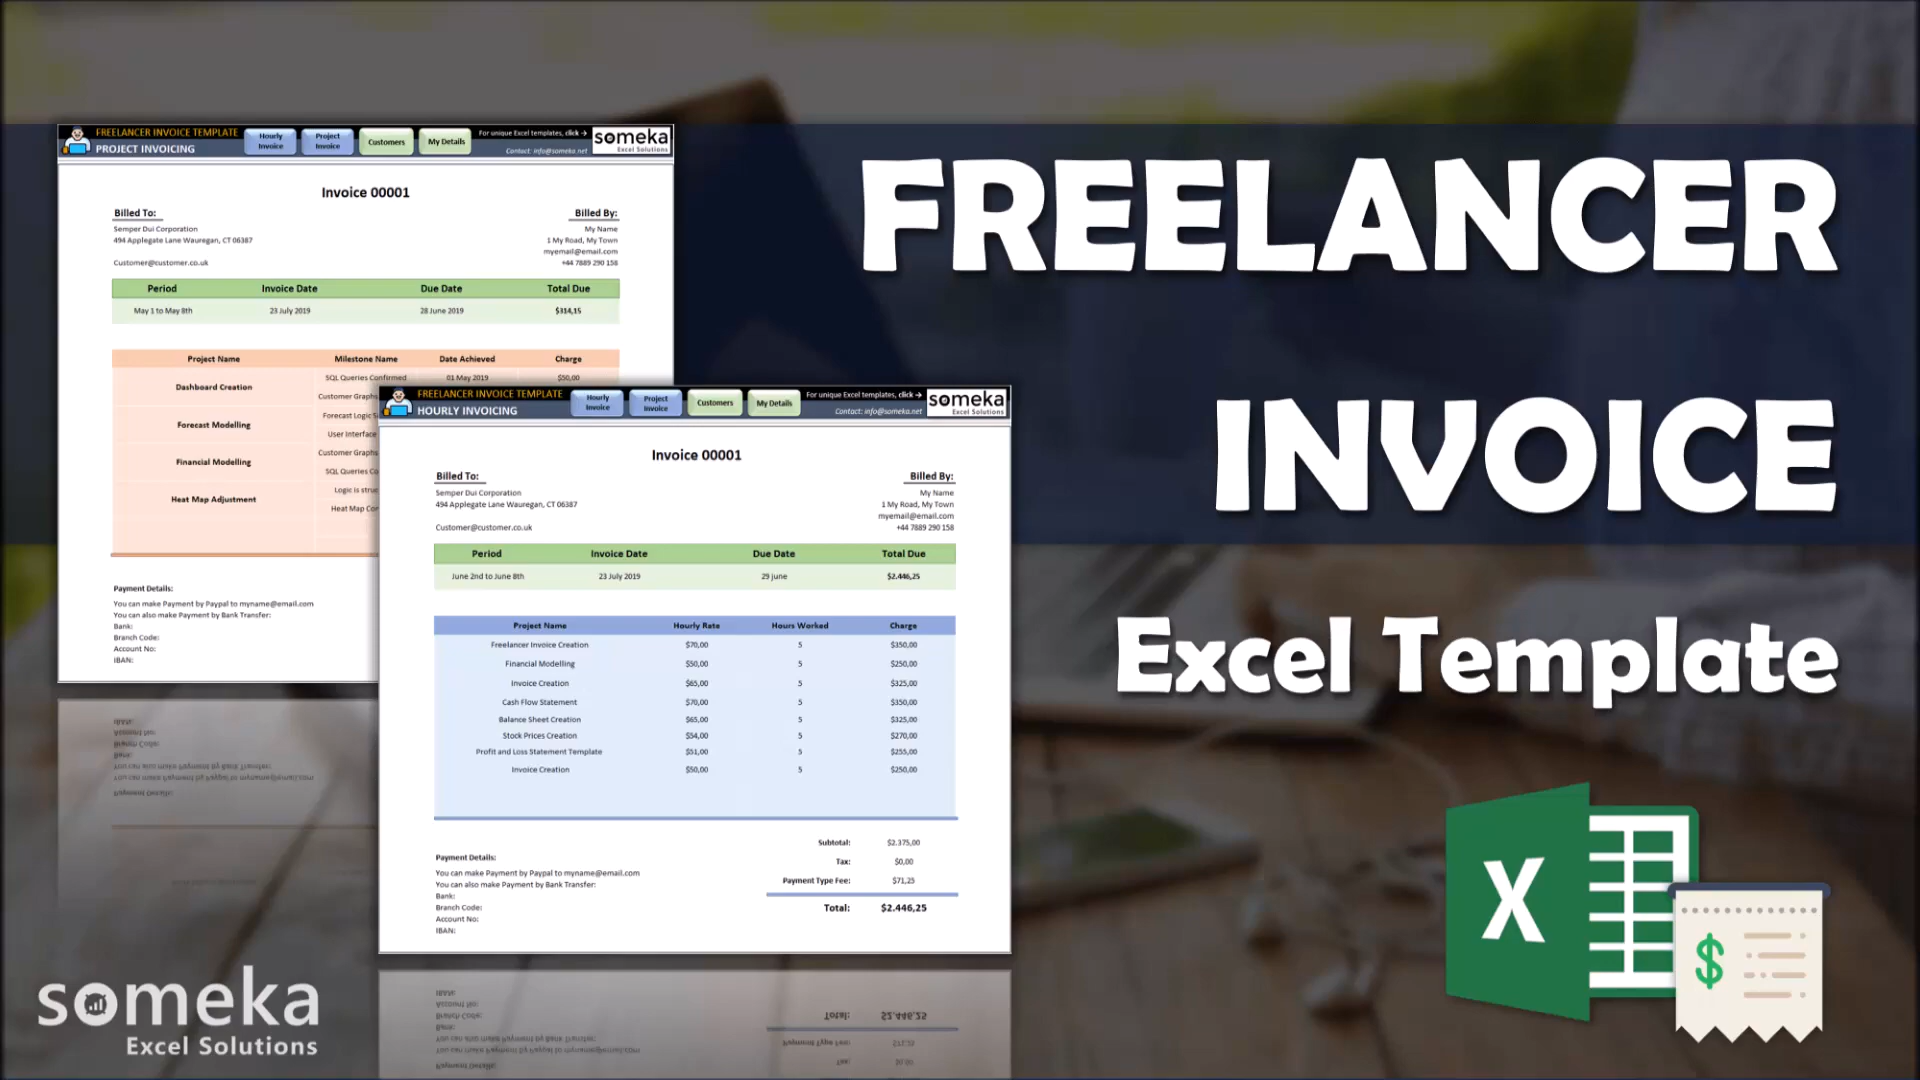 FREELANCER INVOICE TEMPLATE
PROJECT INVOICING
Hourly Invoice
Project Invoice
Customers
My Details
For unique Excel templates, click →
Contact: info@someka.net
someka
Excel Solutions
Invoice 00001
Billed To:
Billed By:
Semper Dui Corporation
My Name
494 Applegate Lane Wauregan, CT 06387
1 My Road, My Town
myemail@email.com
Customer@customer.co.uk
+44 7889 290 158
Period Invoice Date Due Date Total Due
May 1 to May 8th 23 July 2019 28 June 2019 $314,15
Project Name Milestone Name Date Achieved Charge
SQL Queries Confirmed 01 May 2019 $50,00
Dashboard Creation
Customer Graphs
Forecast Logic
Forecast Modelling
User Interface
Customer Graphs
Financial Modelling
SQL Queries
Logic is
Heat Map Adjustment
Heat Map
Payment Details:
You can make Payment by Paypal to myname@email.com
You can also make Payment by Bank Transfer:
Bank:
Branch Code:
Account No:
IBAN:
FREELANCER INVOICE TEMPLATE
HOURLY INVOICING
Hourly Invoice
Project Invoice
Customers
My Details
For unique Excel templates, click →
Contact: info@someka.net
someka
Excel Solutions
Invoice 00001
Billed To:
Billed By:
Semper Dui Corporation
My Name
494 Applegate Lane Wauregan, CT 06387
1 My Road, My Town
myemail@email.com
Customer@customer.co.uk
+44 7889 290 158
Period Invoice Date Due Date Total Due
June 2nd to June 8th 23 July 2019 29 june $2.446,25
Project Name Hourly Rate Hours Worked Charge
Freelancer Invoice Creation $70,00 5 $350,00
Financial Modelling $50,00 5 $250,00
Invoice Creation $65,00 5 $325,00
Cash Flow Statement $70,00 5 $350,00
Balance Sheet Creation $65,00 5 $325,00
Stock Prices Creation $54,00 5 $270,00
Profit and Loss Statement Template $51,00 5 $255,00
Invoice Creation $50,00 5 $250,00
Subtotal: $2.375,00
Tax: $0,00
Payment Type Fee: $71,25
Total: $2.446,25
Payment Details:
You can make Payment by Paypal to myname@email.com
You can also make Payment by Bank Transfer:
Bank:
Branch Code:
Account No:
IBAN:
FREELANCER
INVOICE
Excel Template
X
$
someka
Excel Solutions